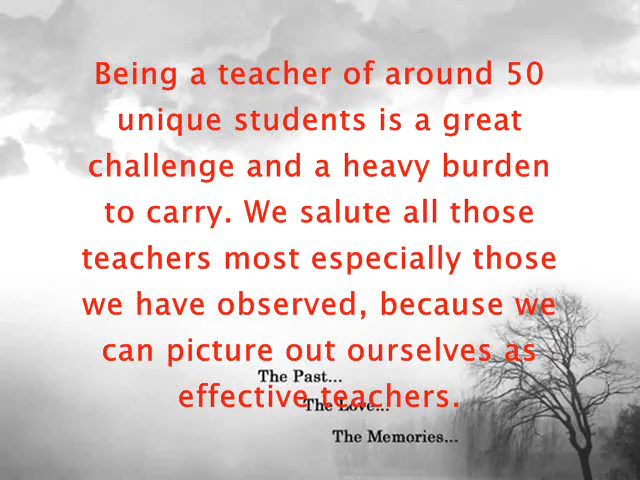 Being a teacher of around 50
unique students is a great
challenge and a heavy burden
to carry. We salute all those
teachers most especially those
we have observed, because we
can picture out ourselves as
The Past...
effective teachers.
The Love...
The Memories...